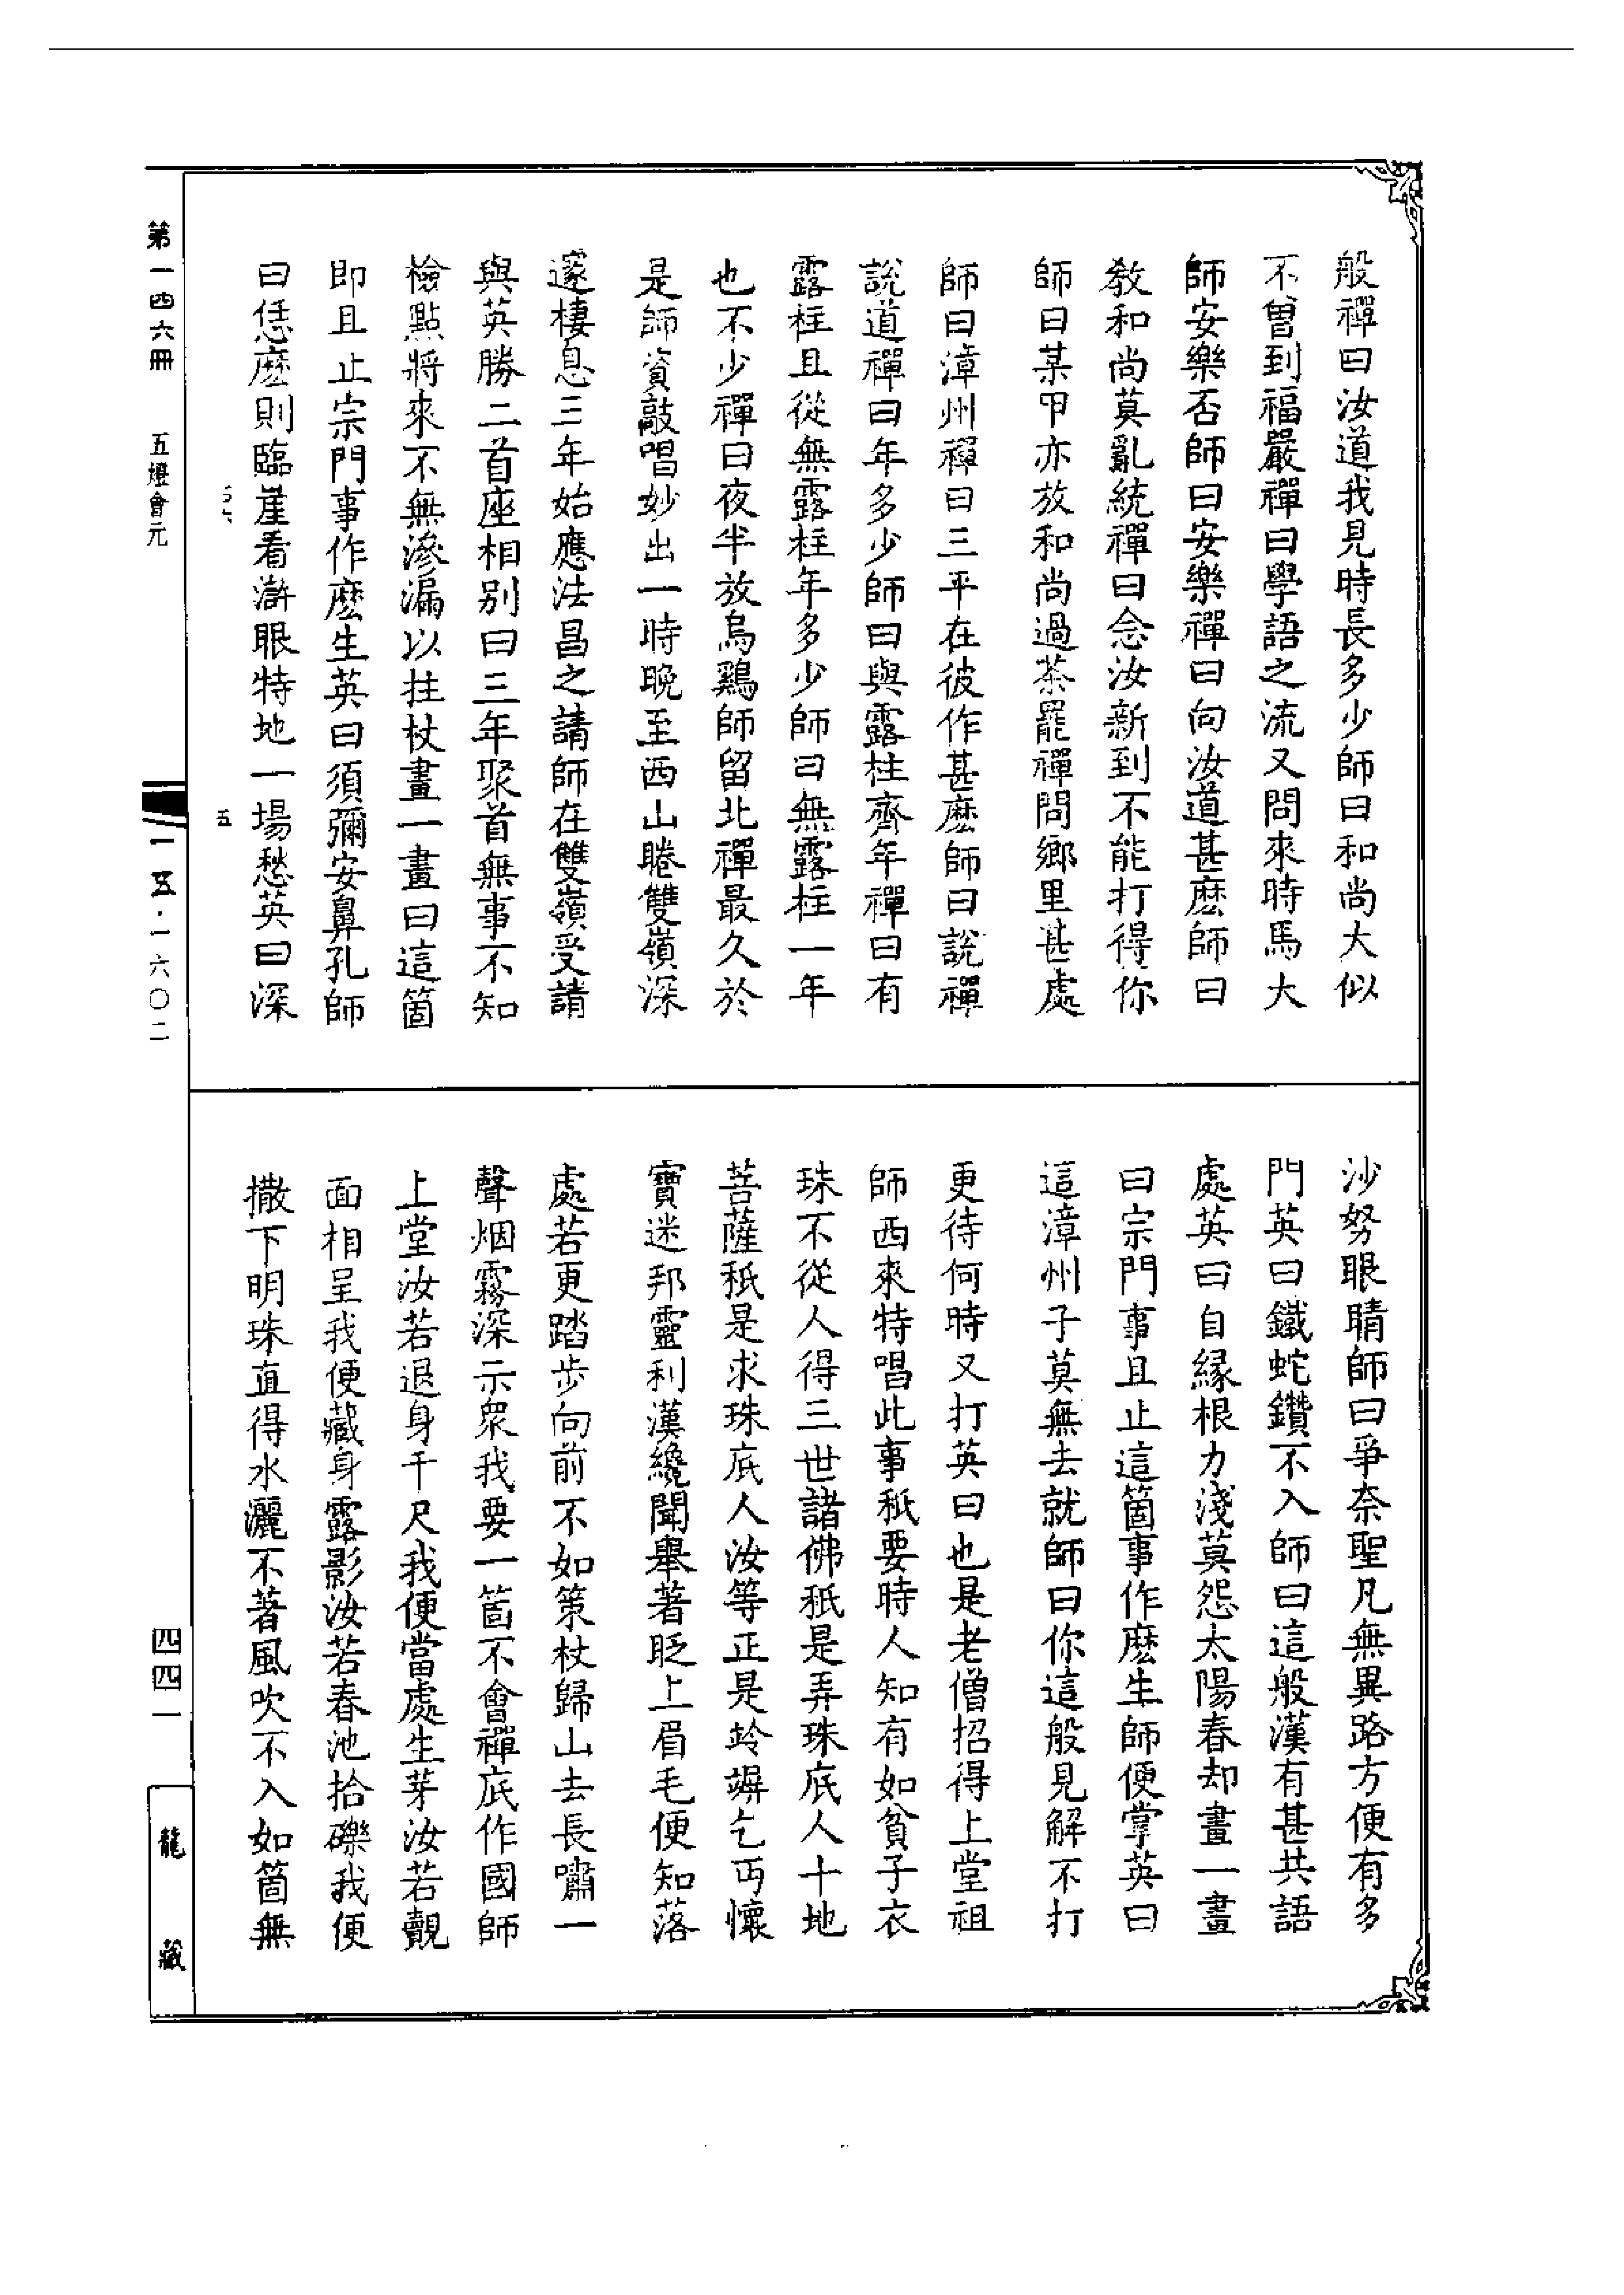 般禪曰汝道我見時長多少師曰和尚大似
不曾到福嚴禪曰學語之流又問來時馬大
師安樂否師曰安樂禪曰向汝道甚麽師曰
教和尚莫亂統禪曰念汝新到不能打得你
師曰某甲亦放和尚過茶罷禪問鄉里甚處
師曰漳州禪曰三平在彼作甚麽師曰說禪
說道禪曰年多少師曰與露柱齊年禪曰有
露柱且從無露柱年多少師曰無露柱一年
也不少禪曰夜半放烏鷄師留北禪最久於
是師資敲唱妙出一時晚至西山睠雙嶺深
邃棲息三年始應法昌之請師在雙嶺受請
與英勝二首座相別曰三年聚首無事不知
檢點將來不無滲漏以拄杖畫一畫曰這箇
即且止宗門事作麽生英曰須彌安鼻孔師
曰恁麽則臨崖看滸眼特地一場愁英曰深
沙努眼睛師曰爭奈聖凡無異路方便有多
門英曰鐵蛇鑽不入師曰這般漢有甚共語
處英曰自緣根力淺莫怨太陽春却畫一畫
曰宗門事且止這箇事作麽生師便掌英曰
這漳州子莫無去就師曰你這般見解不打
更待何時又打英曰也是老僧招得上堂祖
師西來特唱此事秖要時人知有如貧子衣
珠不從人得三世諸佛秖是弄珠底人十地
菩薩秖是求珠底人汝等正是竛竮乞丐懷
寶迷邦靈利漢纔聞舉著眨上眉毛便知落
處若更踏步向前不如策杖歸山去長嘯一
聲烟霧深示眾我要一箇不會禪底作國師
上堂汝若退身千尺我便當處生芽汝若覿
面相呈我便藏身露影汝若春池拾礫我便
撒下明珠直得水灑不著風吹不入如箇無
第一四六冊
五燈會元
五
一五·一六〇二
四四一
龍藏